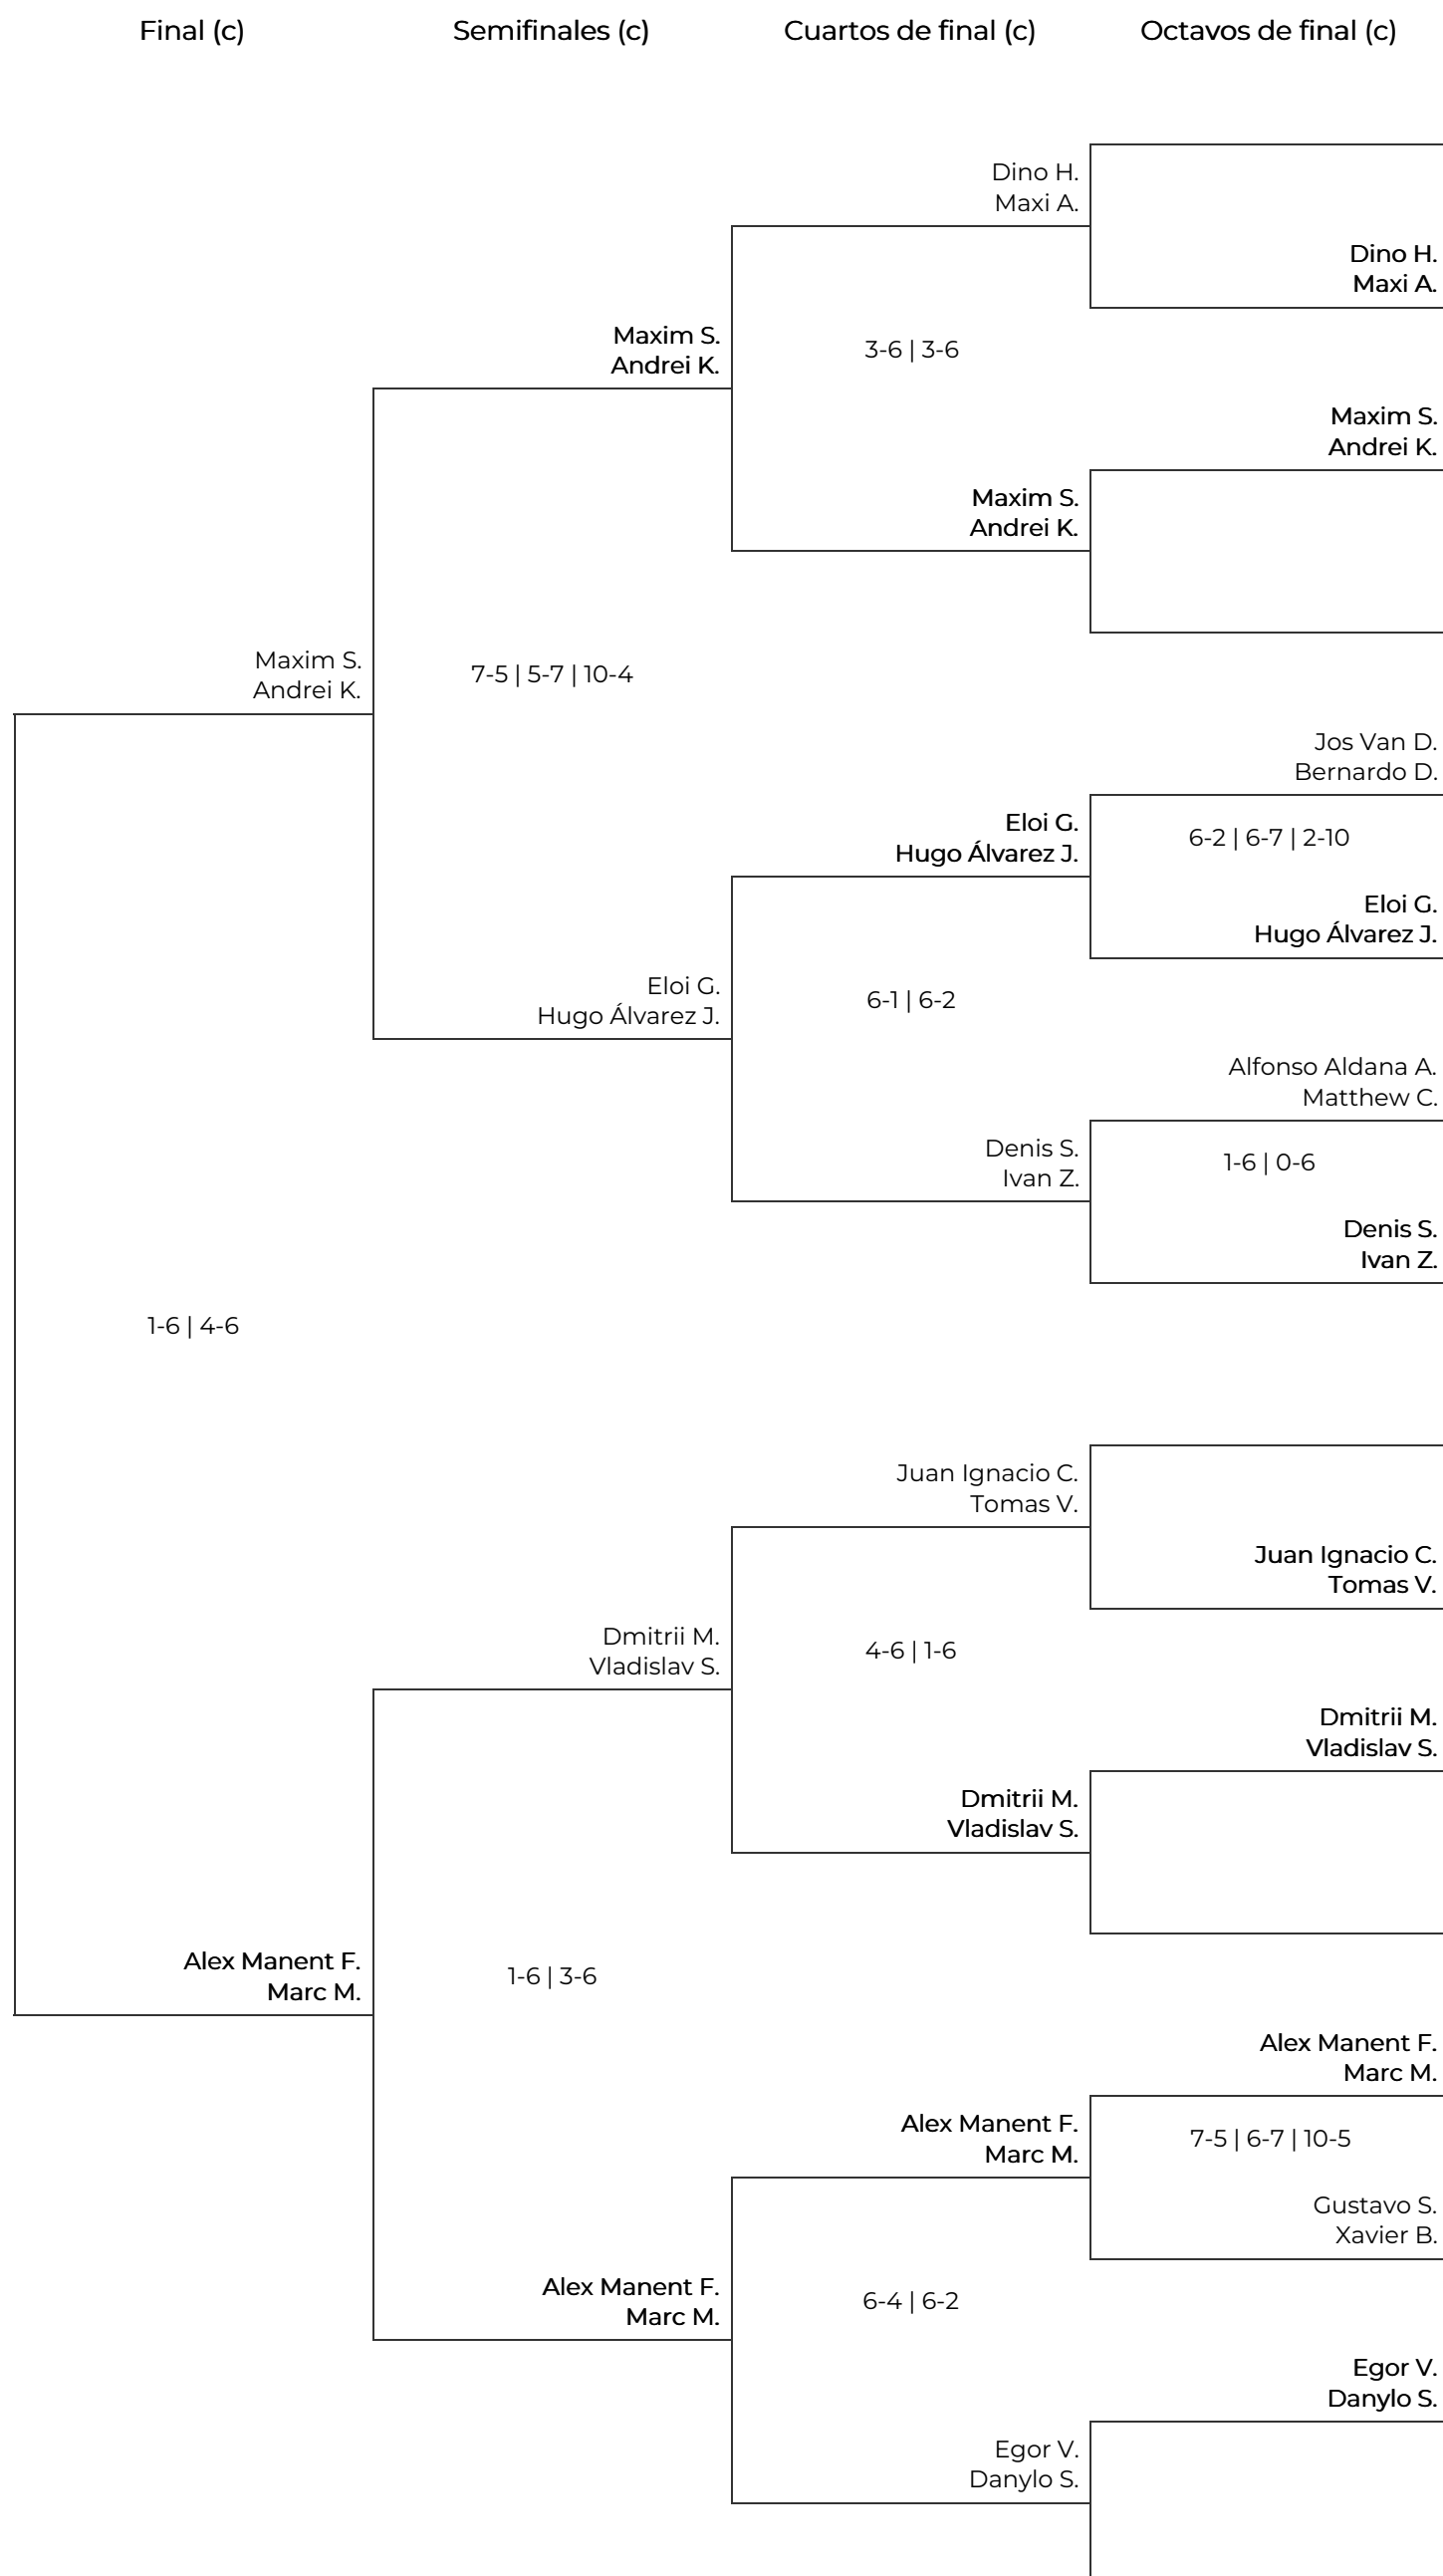 Final (c)
Semifinales (c)
Cuartos de final (c)
Octavos de final (c)
Dino H.
Maxi A.
Dino H.
Maxi A.
Maxim S.
Andrei K.
3-6 | 3-6
Maxim S.
Andrei K.
Maxim S.
Andrei K.
Maxim S.
Andrei K.
7-5 | 5-7 | 10-4
Jos Van D.
Bernardo D.
Eloi G.
Hugo Álvarez J.
6-2 | 6-7 | 2-10
Eloi G.
Hugo Álvarez J.
Eloi G.
Hugo Álvarez J.
6-1 | 6-2
Alfonso Aldana A.
Matthew C.
Denis S.
Ivan Z.
1-6 | 0-6
Denis S.
Ivan Z.
1-6 | 4-6
Juan Ignacio C.
Tomas V.
Juan Ignacio C.
Tomas V.
Dmitrii M.
Vladislav S.
4-6 | 1-6
Dmitrii M.
Vladislav S.
Dmitrii M.
Vladislav S.
Alex Manent F.
Marc M.
1-6 | 3-6
Alex Manent F.
Marc M.
Alex Manent F.
Marc M.
7-5 | 6-7 | 10-5
Gustavo S.
Xavier B.
Alex Manent F.
Marc M.
6-4 | 6-2
Egor V.
Danylo S.
Egor V.
Danylo S.